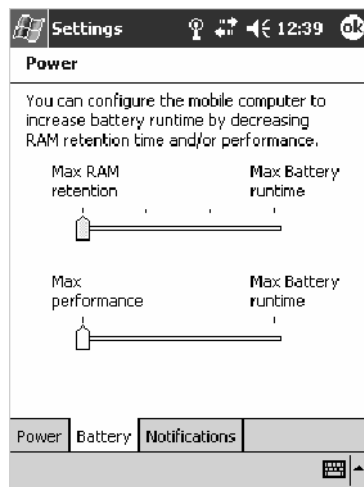 Settings 12:39 ok
Power
You can configure the mobile computer to
increase battery runtime by decreasing
RAM retention time and/or performance.
Max RAM retention
Max Battery runtime
Max performance
Max Battery runtime
Power Battery Notifications